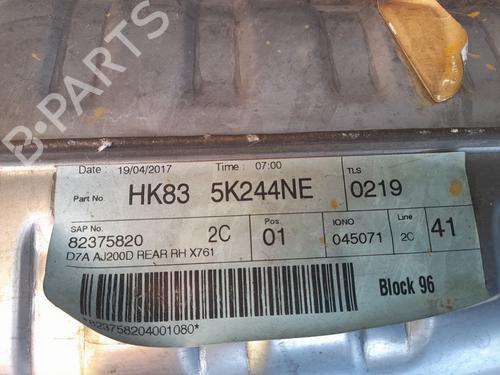 B-PARTS
Date : 19/04/2017 Time : 07:00
Part No HK83 5K244NE
TLS
0219
SAP No.
82375820 2C
Pos
01
IONO
045071
Line
2C
41
D7A AJ200D REAR RH X761
Block 96
*823758204001080*